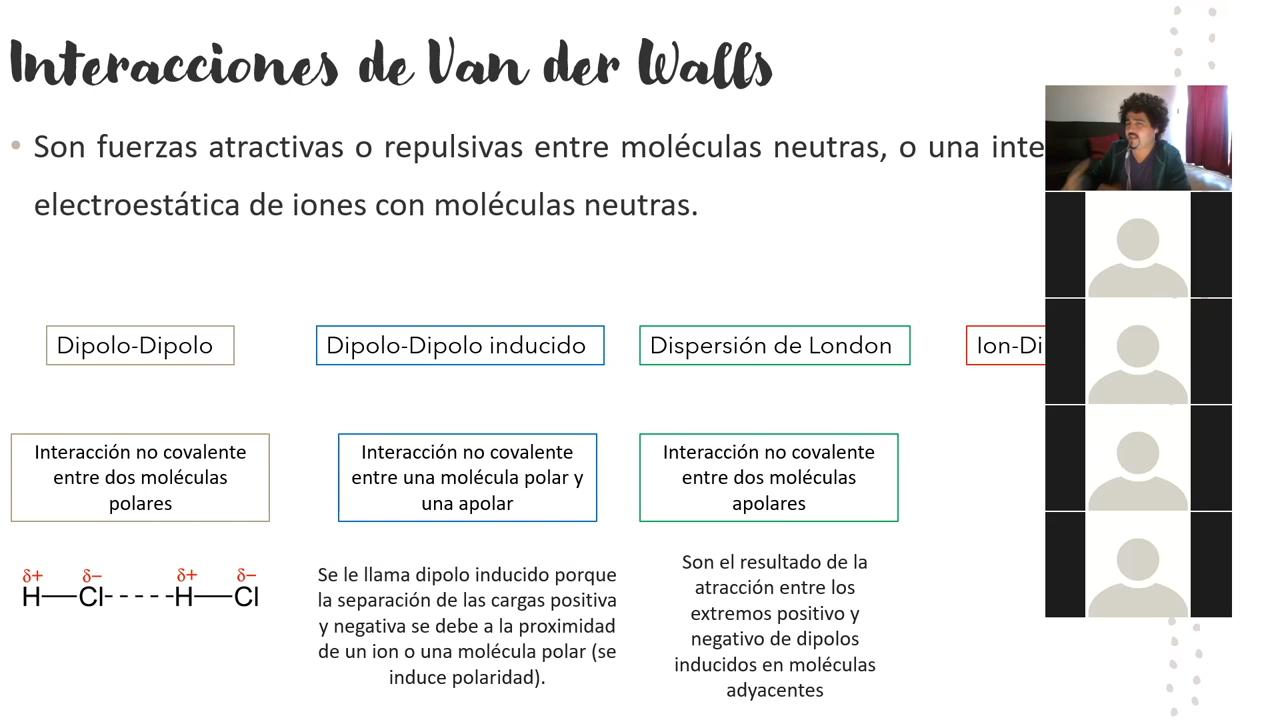 Interacciones de Van der Walls
• Son fuerzas atractivas o repulsivas entre moléculas neutras, o una
electroestática de iones con moléculas neutras.
Dipolo-Dipolo
Dipolo-Dipolo inducido
Dispersión de London
Interacción no covalente
entre dos moléculas
polares
Interacción no covalente
entre una molécula polar y
una apolar
Interacción no covalente
entre dos moléculas
apolares
δ+ δ− δ+ δ−
H—Cl-----H—Cl
Se le llama dipolo inducido porque
la separación de las cargas positiva
y negativa se debe a la proximidad
de un ion o una molécula polar (se
induce polaridad).
Son el resultado de la
atracción entre los
extremos positivo y
negativo de dipolos
inducidos en moléculas
adyacentes